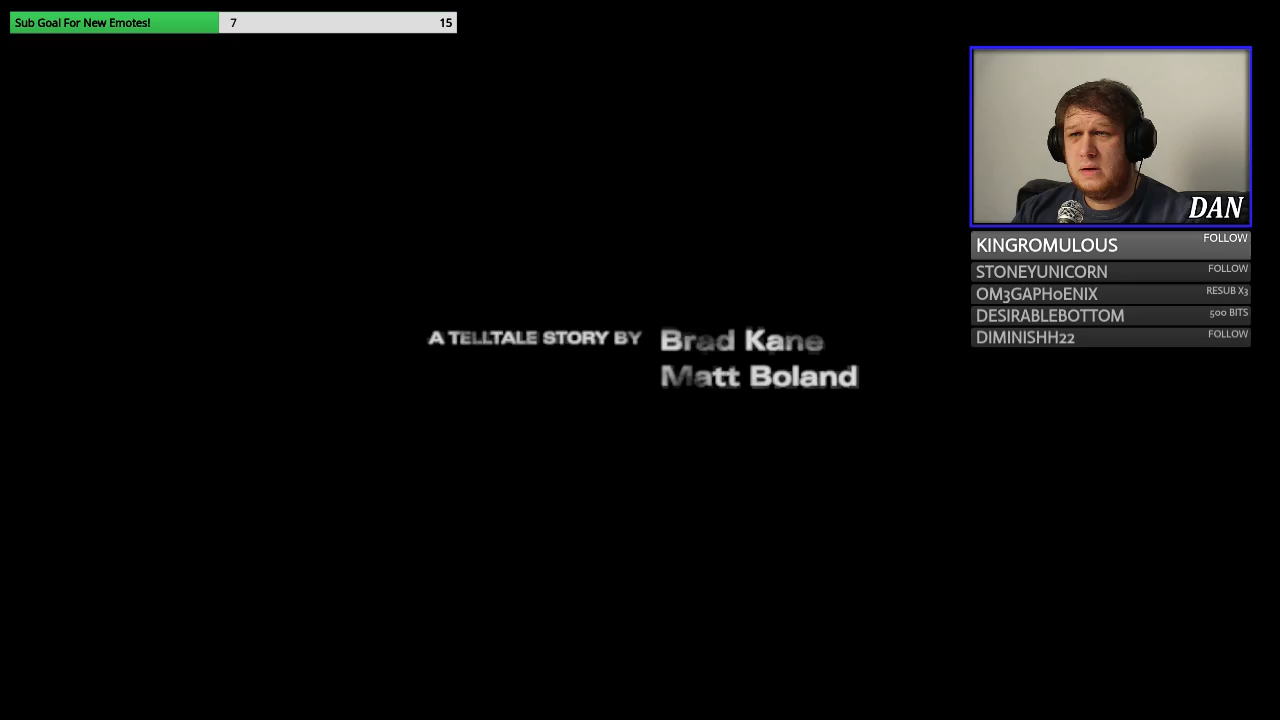 Sub Goal For New Emotes! 7 15
DAN
KINGROMULOUS FOLLOW
STONEYUNICORN FOLLOW
OM3GAPH0ENIX RESUB X3
DESIRABLEBOTTOM 500 BITS
DIMINISHH22 FOLLOW
A TELLTALE STORY BY Brad Kane
Matt Boland